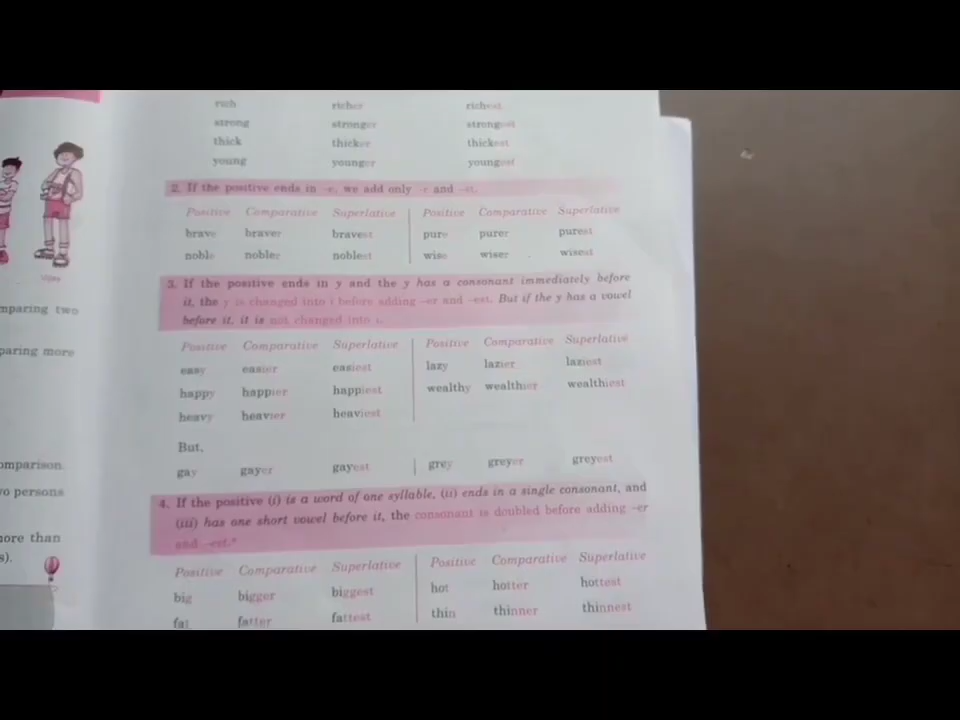 rich richer richest
strong stronger strongest
thick thicker thickest
young younger youngest
2. If the positive ends in -e, we add only -r and -st.
Positive Comparative Superlative Positive Comparative Superlative
brave braver bravest pure purer purest
noble nobler noblest wise wiser wisest
3. If the positive ends in y and the y has a consonant immediately before
it, the y is changed into i before adding -er and -est. But if the y has a vowel
before it, it is not changed into i.
Positive Comparative Superlative Positive Comparative Superlative
easy easier easiest lazy lazier laziest
happy happier happiest wealthy wealthier wealthiest
heavy heavier heaviest
But,
gay gayer gayest grey greyer greyest
4. If the positive (i) is a word of one syllable, (ii) ends in a single consonant, and
(iii) has one short vowel before it, the consonant is doubled before adding -er
and -est.*
Positive Comparative Superlative Positive Comparative Superlative
big bigger biggest hot hotter hottest
fat fatter fattest thin thinner thinnest
mparing two
paring more
omparison.
vo persons
nore than
s).